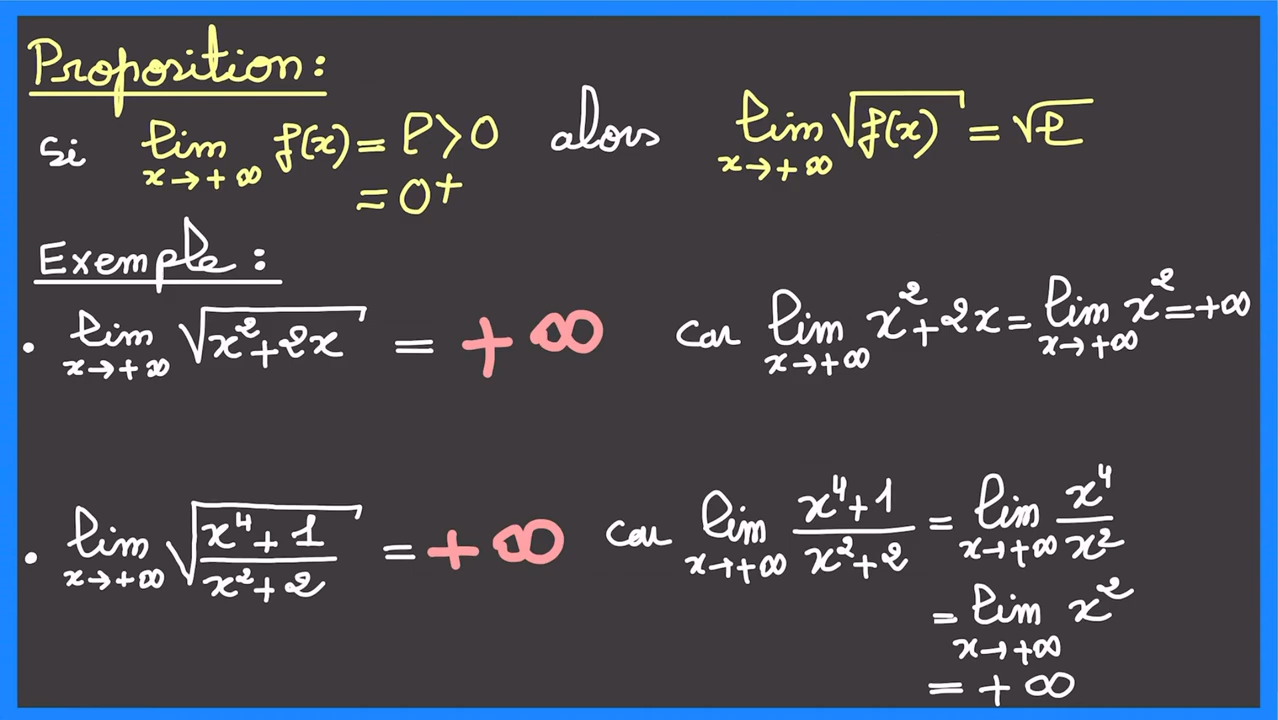 Proposition:
Si lim x→+∞ f(x) = l > 0 alors lim x→+∞ √f(x) = √l
= 0+
Exemple:
• lim x→+∞ √(x²+2x) = +∞ car lim x→+∞ x²+2x = lim x→+∞ x² = +∞
• lim x→+∞ √((x⁴+1)/(x²+2)) = +∞ car lim x→+∞ (x⁴+1)/(x²+2) = lim x→+∞ x⁴/x²
= lim x→+∞ x²
= +∞